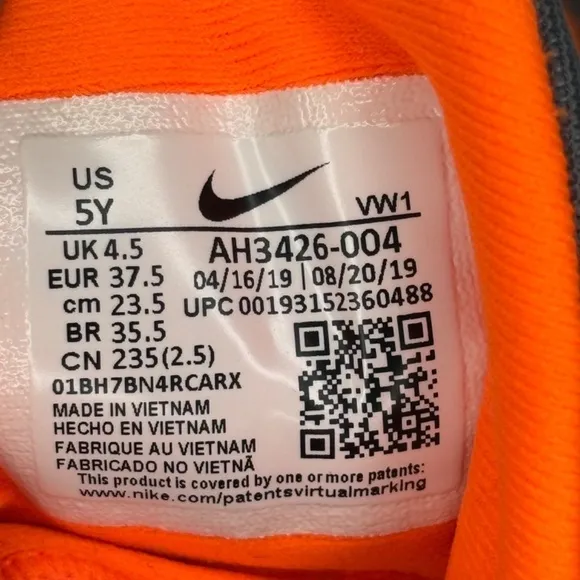 US
5Y
VW1
UK 4.5
AH3426-004
EUR 37.5
04/16/19 | 08/20/19
cm 23.5
UPC 00193152360488
BR 35.5
CN 235(2.5)
01BH7BN4RCARX
MADE IN VIETNAM
HECHO EN VIETNAM
FABRIQUE AU VIETNAM
FABRICADO NO VIETNÃ
This product is covered by one or more patents:
www.nike.com/patentsvirtualmarking